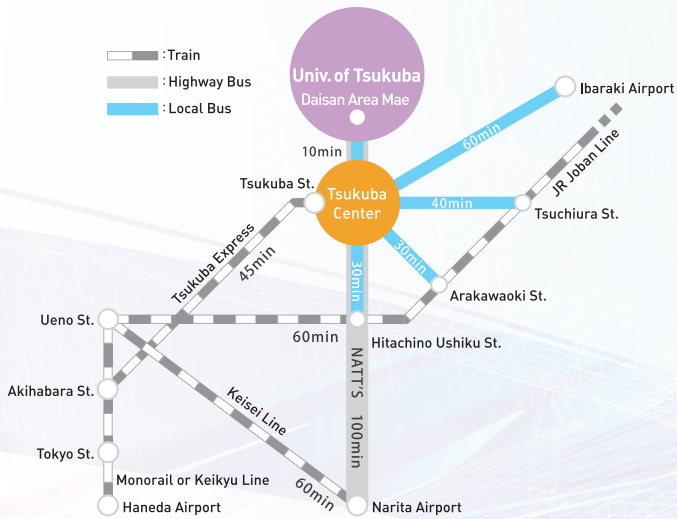 : Train
: Highway Bus
: Local Bus
Univ. of Tsukuba
Daisan Area Mae
Ibaraki Airport
10min
60min
JR Joban Line
Tsukuba St.
Tsukuba
Center
40min
Tsuchiura St.
Tsukuba Express
45min
30min
30min
Arakawaoki St.
Ueno St.
60min
Hitachino Ushiku St.
NATT'S 100min
Akihabara St.
Keisei Line
60min
Tokyo St.
Monorail or Keikyu Line
Haneda Airport
Narita Airport